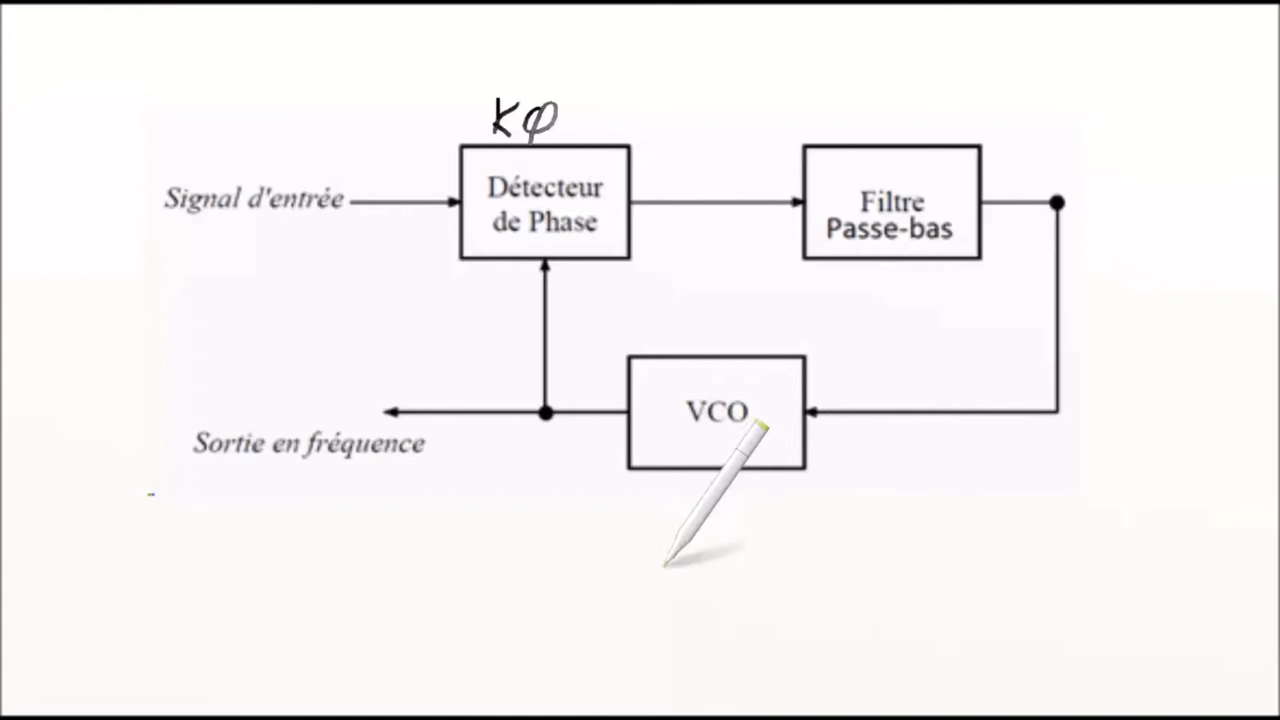 Kφ
Signal d'entrée
Détecteur
de Phase
Filtre
Passe-bas
VCO
Sortie en fréquence